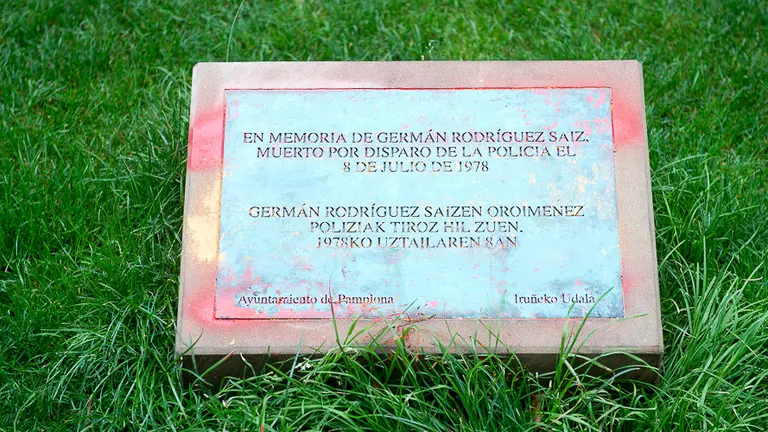 EN MEMORIA DE GERMÁN RODRÍGUEZ SAIZ,
MUERTO POR DISPARO DE LA POLICIA EL
8 DE JULIO DE 1978
GERMÁN RODRÍGUEZ SAIZEN OROIMENEZ
POLIZIAK TIROZ HIL ZUEN,
1978KO UZTAILAREN 8AN
Ayuntamiento de Pamplona
Iruñeko Udala